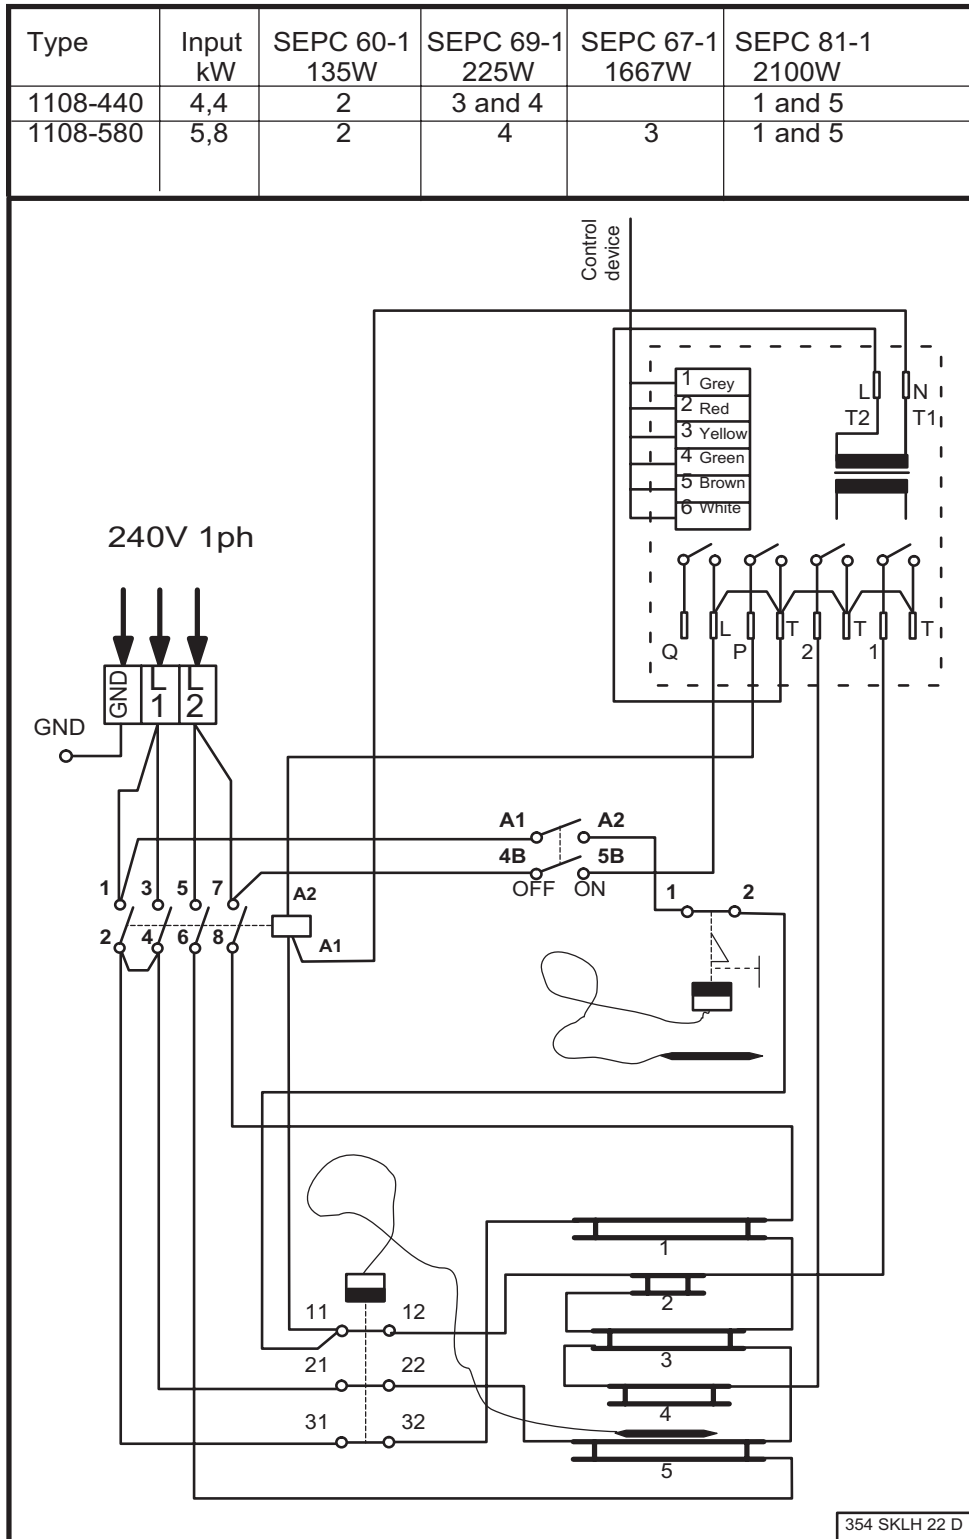 Type Input SEPC 60-1 SEPC 69-1 SEPC 67-1 SEPC 81-1
kW 135W 225W 1667W 2100W
1108-440 4,4 2 3 and 4 1 and 5
1108-580 5,8 2 4 3 1 and 5
Control
device
1 Grey
2 Red
3 Yellow
4 Green
5 Brown
6 White
L N
T2 T1
Q L P T 2 T 1 T
240V 1ph
GND L1 L2
GND
A1 A2
4B 5B
OFF ON
1 3 5 7
2 4 6 8
A2
A1
1 2
1
2
3
4
5
11 12
21 22
31 32
354 SKLH 22 D